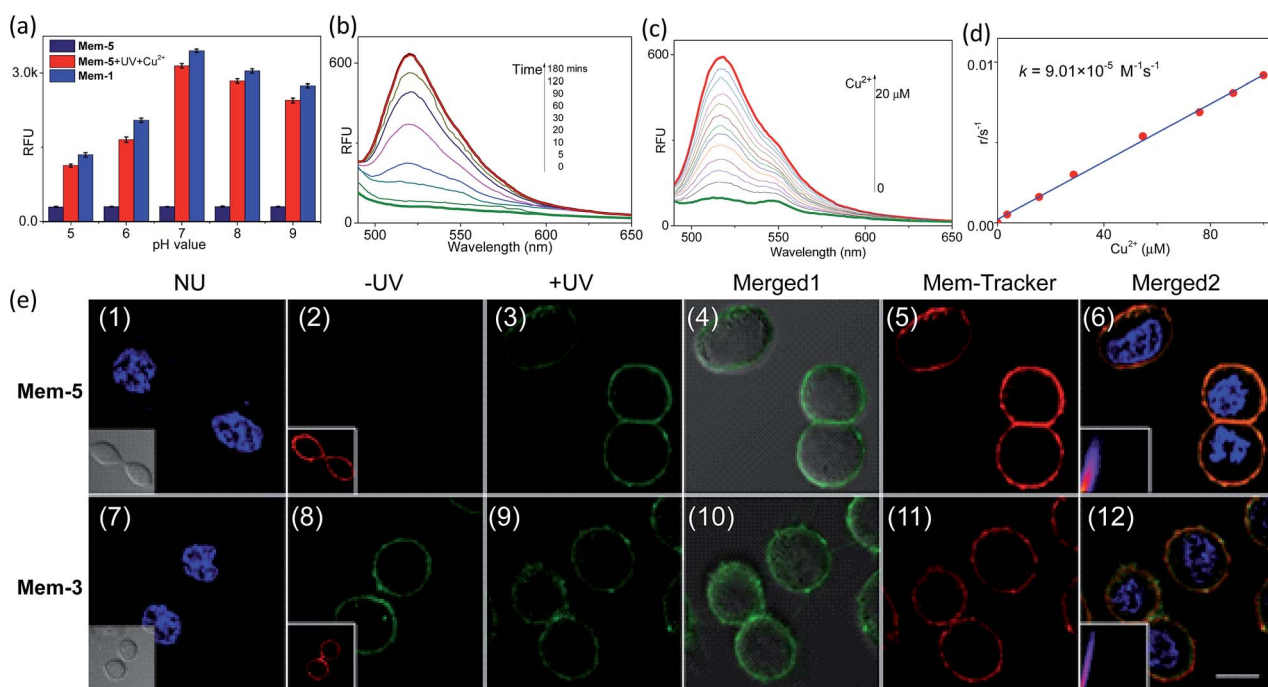 (a)
Mem-5
Mem-5+UV+Cu²⁺
Mem-1
3.0k
0.0
RFU
5 6 7 8 9
pH value
(b)
600
0
RFU
Time
180 mins
120
90
60
30
20
10
5
0
500 550 600 650
Wavelength (nm)
(c)
600
0
RFU
Cu²⁺
20 μM
0
500 550 600 650
Wavelength (nm)
(d)
k = 9.01×10⁻⁵ M⁻¹s⁻¹
0.01
0.00
r/s⁻¹
0 40 80
Cu²⁺ (μM)
(e)
NU -UV +UV Merged1 Mem-Tracker Merged2
Mem-5
(1) (2) (3) (4) (5) (6)
Mem-3
(7) (8) (9) (10) (11) (12)